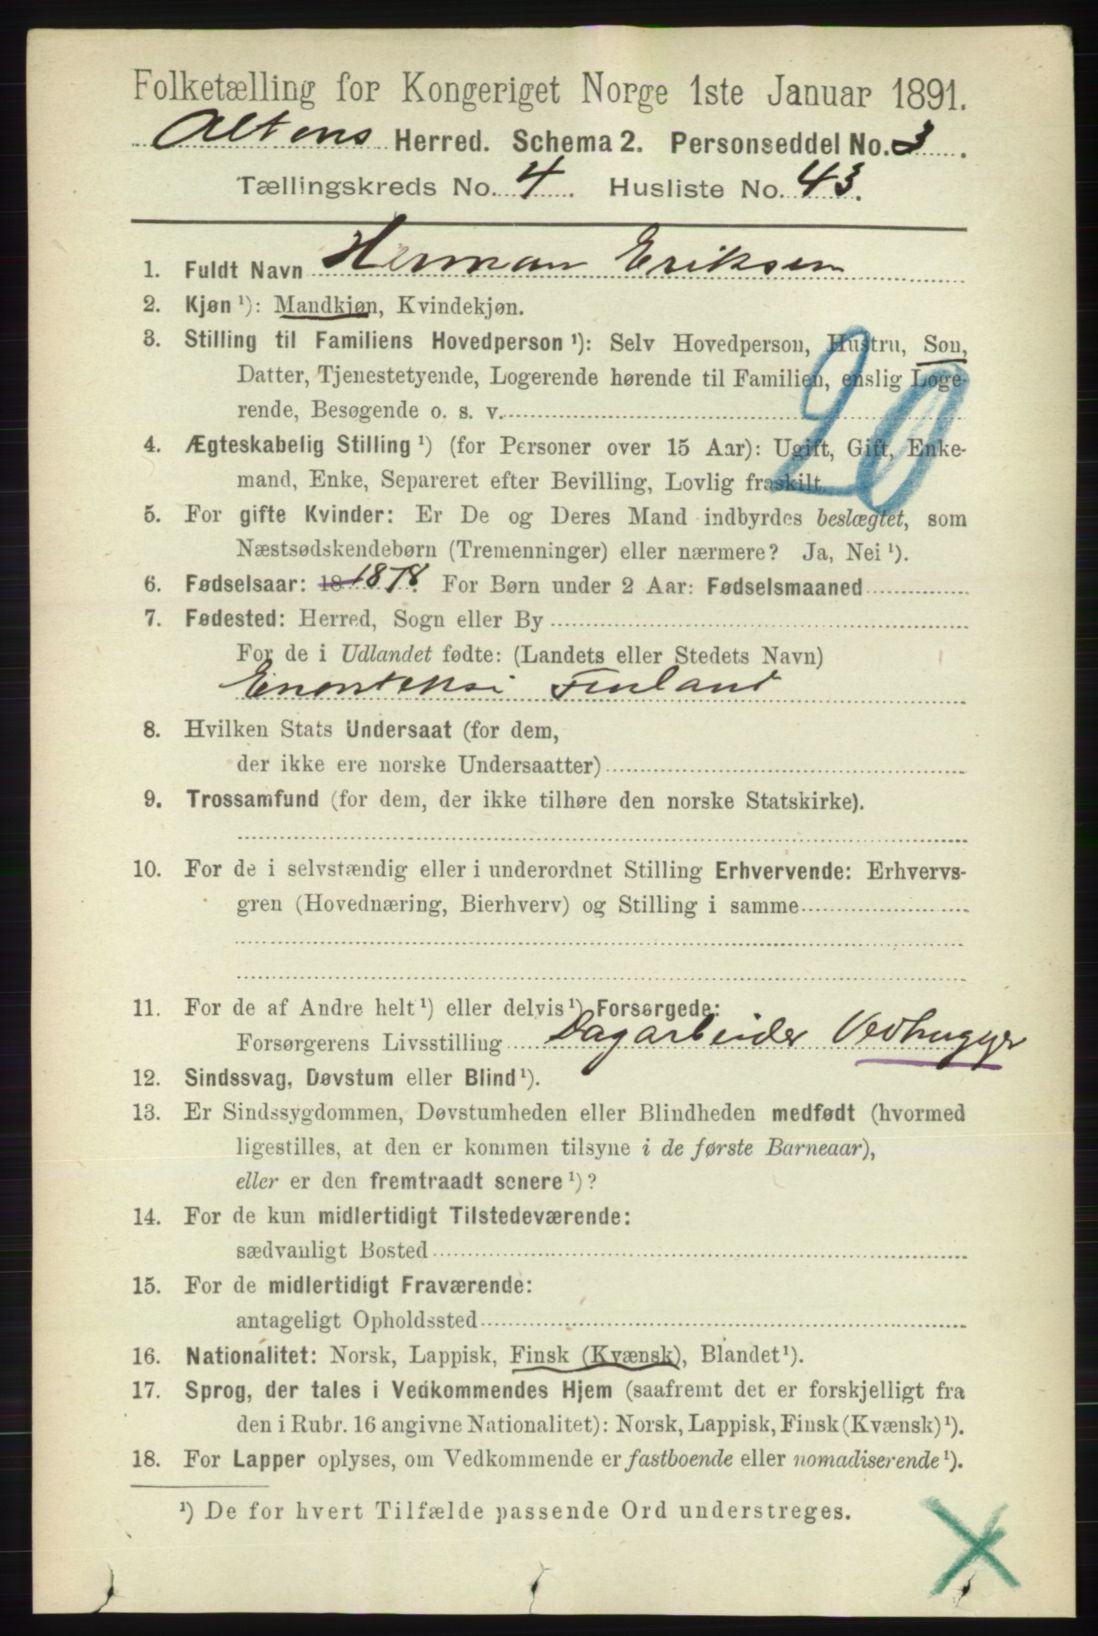 Folketælling for Kongeriget Norge 1ste Januar 1891.
Altens Herred. Schema 2. Personseddel No. 3.
Tællingskreds No. 4. Husliste No. 43.
1. Fuldt Navn Herman Eriksen
2. Kjøn ¹): Mandkjøn, Kvindekjøn.
3. Stilling til Familiens Hovedperson ¹): Selv Hovedperson, Hustru, Søn,
Datter, Tjenestetyende, Logerende hørende til Familien, enslig Loge-
rende, Besøgende o. s. v.
20
4. Ægteskabelig Stilling ¹) (for Personer over 15 Aar): Ugift, Gift, Enke-
mand, Enke, Separeret efter Bevilling, Lovlig fraskilt.
5. For gifte Kvinder: Er De og Deres Mand indbyrdes beslægtet, som
Næstsødskendebørn (Tremenninger) eller nærmere? Ja, Nei ¹).
6. Fødselsaar: 18 1878. For Børn under 2 Aar: Fødselsmaaned
7. Fødested: Herred, Sogn eller By
For de i Udlandet fødte: (Landets eller Stedets Navn)
Enonteksi Finland
8. Hvilken Stats Undersaat (for dem,
der ikke ere norske Undersaatter)
9. Trossamfund (for dem, der ikke tilhøre den norske Statskirke).
10. For de i selvstændig eller i underordnet Stilling Erhvervende: Erhvervs-
gren (Hovednæring, Bierhverv) og Stilling i samme
11. For de af Andre helt ¹) eller delvis ¹) Forsørgede:
Forsørgerens Livsstilling Dagarbeider Vedhugger
12. Sindssvag, Døvstum eller Blind ¹).
13. Er Sindssygdommen, Døvstumheden eller Blindheden medfødt (hvormed
ligestilles, at den er kommen tilsyne i de første Barneaar),
eller er den fremtraadt senere ¹)?
14. For de kun midlertidigt Tilstedeværende:
sædvanligt Bosted
15. For de midlertidigt Fraværende:
antageligt Opholdssted
16. Nationalitet: Norsk, Lappisk, Finsk (Kvænsk), Blandet ¹).
17. Sprog, der tales i Vedkommendes Hjem (saafremt det er forskjelligt fra
den i Rubr. 16 angivne Nationalitet): Norsk, Lappisk, Finsk (Kvænsk) ¹).
18. For Lapper oplyses, om Vedkommende er fastboende eller nomadiserende ¹).
¹) De for hvert Tilfælde passende Ord understreges.